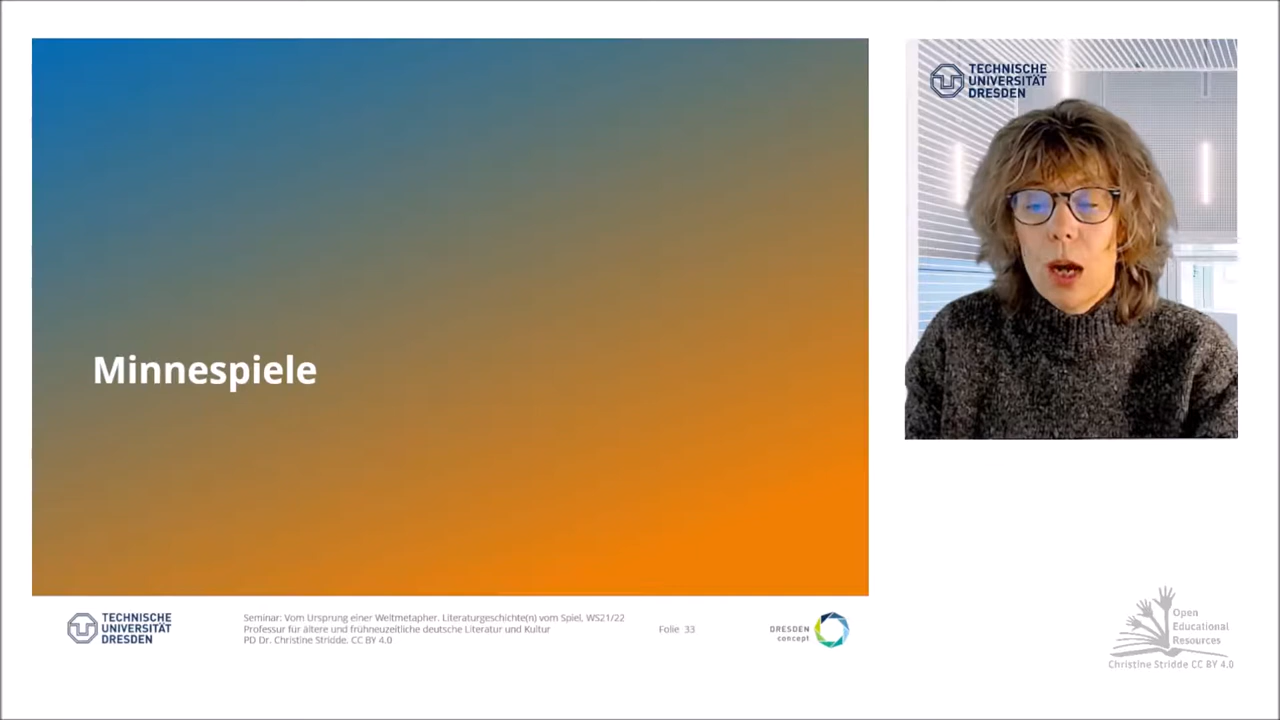 Minnespiele
TECHNISCHE
UNIVERSITÄT
DRESDEN
TECHNISCHE
UNIVERSITÄT
DRESDEN
Seminar: Vom Ursprung einer Weltmetapher. Literaturgeschichte(n) vom Spiel, WS21/22
Professur für ältere und frühneuzeitliche deutsche Literatur und Kultur
PD Dr. Christine Stridde. CC BY 4.0
Folie 33
DRESDEN
concept
Open
Educational
Resources
Christine Stridde CC BY 4.0